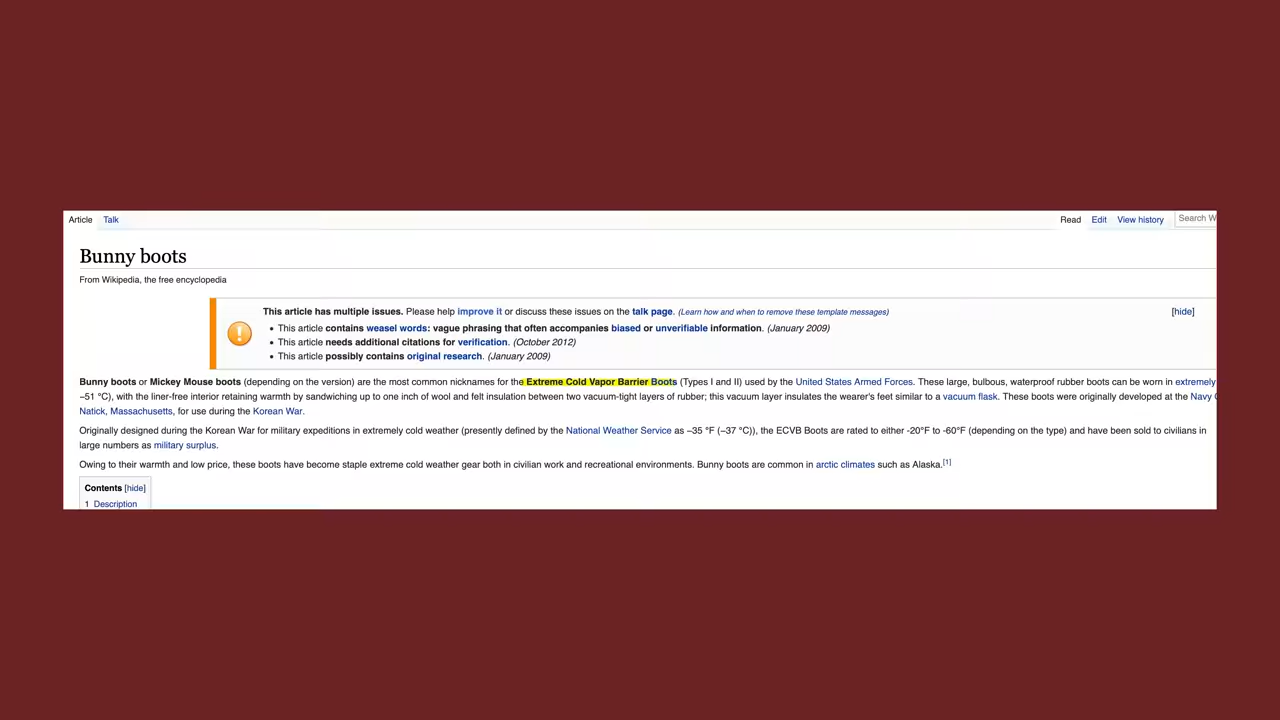 Article Talk Read Edit View history Search W
Bunny boots
From Wikipedia, the free encyclopedia
This article has multiple issues. Please help improve it or discuss these issues on the talk page. (Learn how and when to remove these template messages) [hide]
• This article contains weasel words: vague phrasing that often accompanies biased or unverifiable information. (January 2009)
• This article needs additional citations for verification. (October 2012)
• This article possibly contains original research. (January 2009)
Bunny boots or Mickey Mouse boots (depending on the version) are the most common nicknames for the Extreme Cold Vapor Barrier Boots (Types I and II) used by the United States Armed Forces. These large, bulbous, waterproof rubber boots can be worn in extremely
−51 °C), with the liner-free interior retaining warmth by sandwiching up to one inch of wool and felt insulation between two vacuum-tight layers of rubber; this vacuum layer insulates the wearer's feet similar to a vacuum flask. These boots were originally developed at the Navy
Natick, Massachusetts, for use during the Korean War.
Originally designed during the Korean War for military expeditions in extremely cold weather (presently defined by the National Weather Service as −35 °F (−37 °C)), the ECVB Boots are rated to either -20°F to -60°F (depending on the type) and have been sold to civilians in
large numbers as military surplus.
Owing to their warmth and low price, these boots have become staple extreme cold weather gear both in civilian work and recreational environments. Bunny boots are common in arctic climates such as Alaska.[1]
Contents [hide]
1 Description